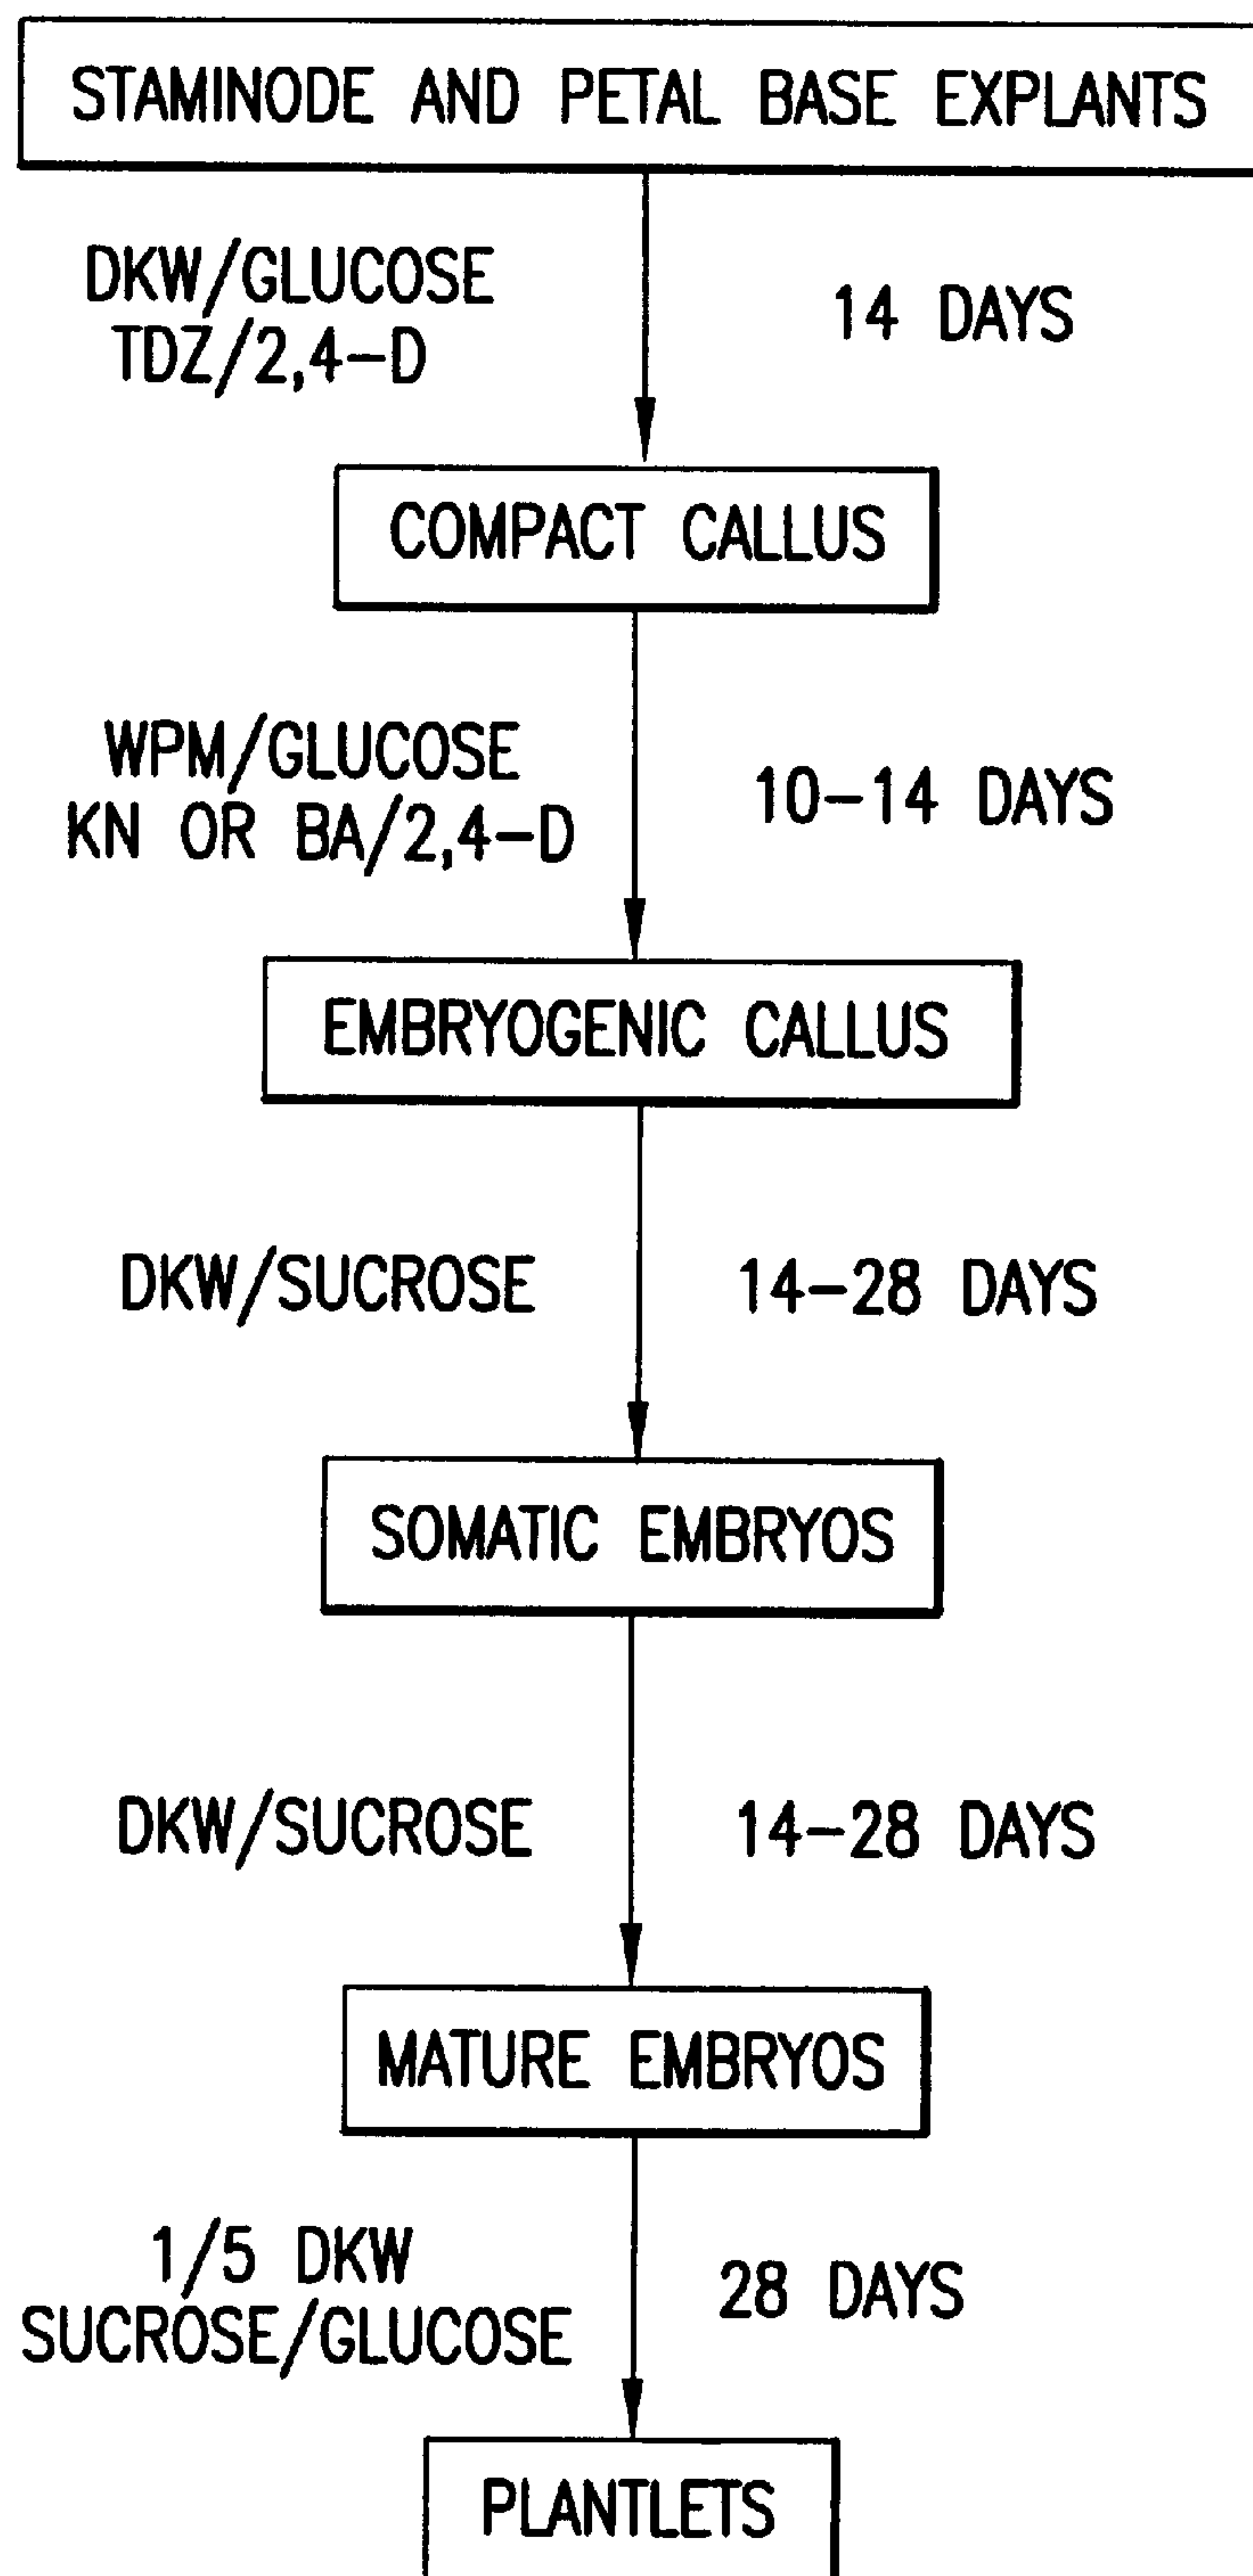 STAMINODE AND PETAL BASE EXPLANTS
DKW/GLUCOSE
TDZ/2,4-D
14 DAYS
COMPACT CALLUS
WPM/GLUCOSE
KN OR BA/2,4-D
10-14 DAYS
EMBRYOGENIC CALLUS
DKW/SUCROSE
14-28 DAYS
SOMATIC EMBRYOS
DKW/SUCROSE
14-28 DAYS
MATURE EMBRYOS
1/5 DKW
SUCROSE/GLUCOSE
28 DAYS
PLANTLETS